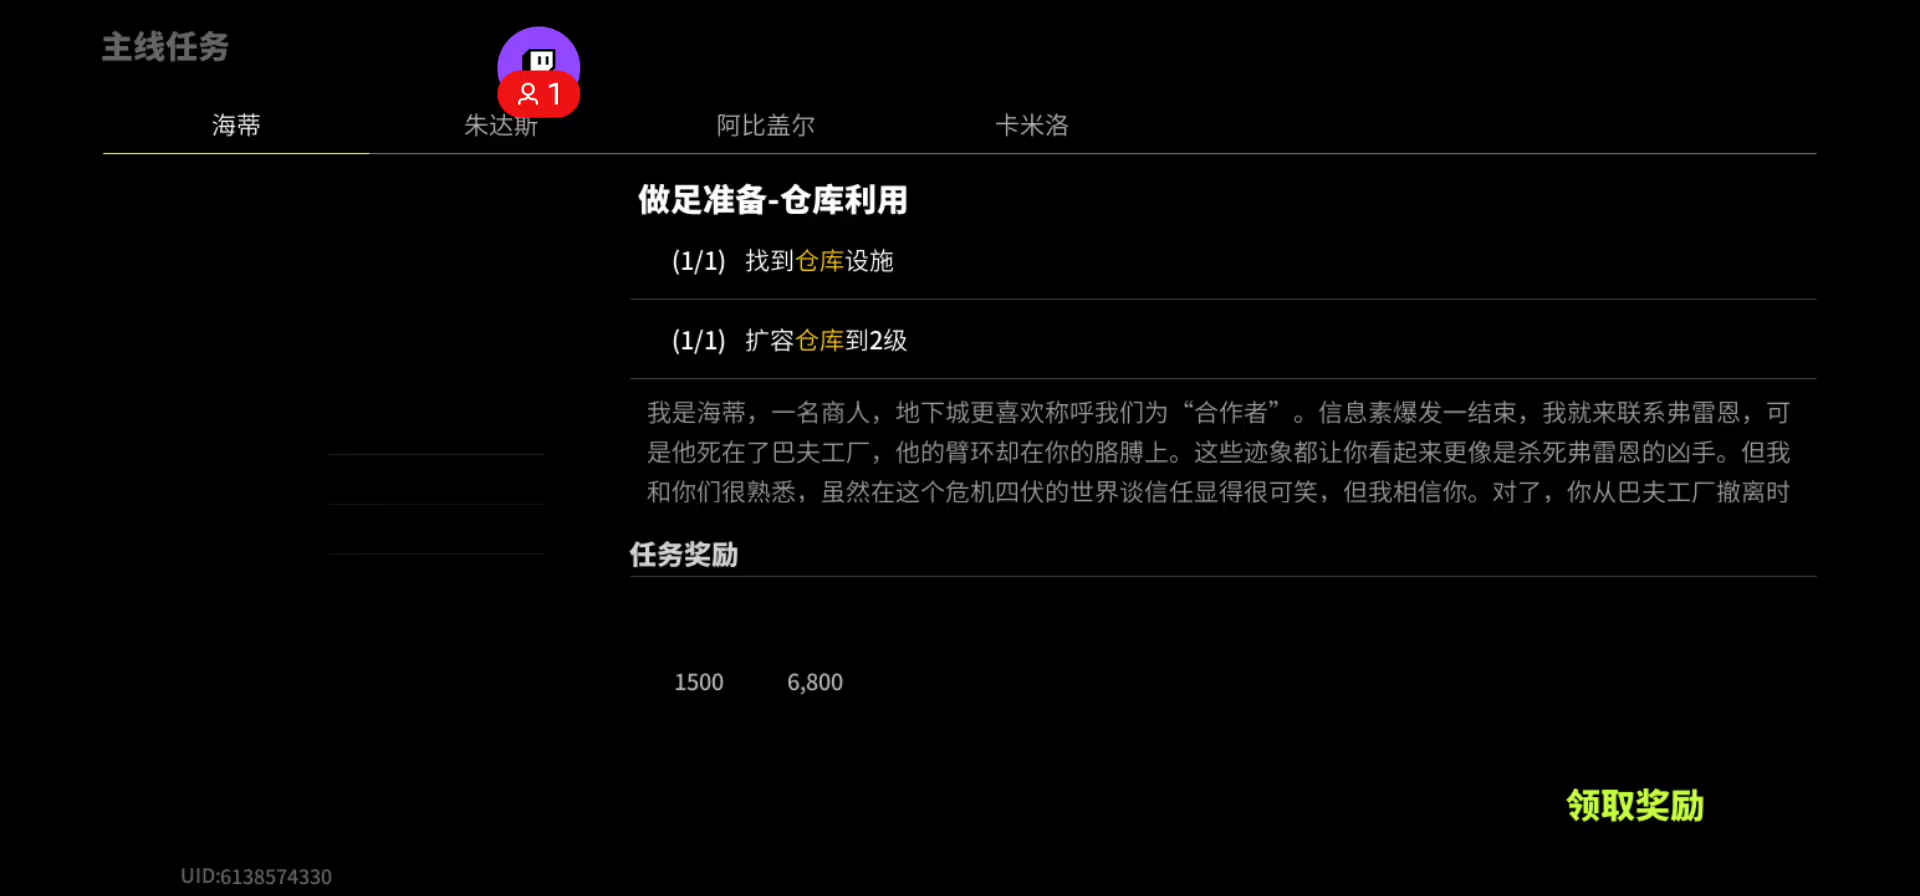 主线任务
1
海蒂
朱达斯
阿比盖尔
卡米洛
做足准备-仓库利用
(1/1) 找到仓库设施
(1/1) 扩容仓库到2级
我是海蒂，一名商人，地下城更喜欢称呼我们为“合作者”。信息素爆发一结束，我就来联系弗雷恩，可
是他死在了巴夫工厂，他的臂环却在你的胳膊上。这些迹象都让你看起来更像是杀死弗雷恩的凶手。但我
和你们很熟悉，虽然在这个危机四伏的世界谈信任显得很可笑，但我相信你。对了，你从巴夫工厂撤离时
任务奖励
1500
6,800
领取奖励
UID:6138574330